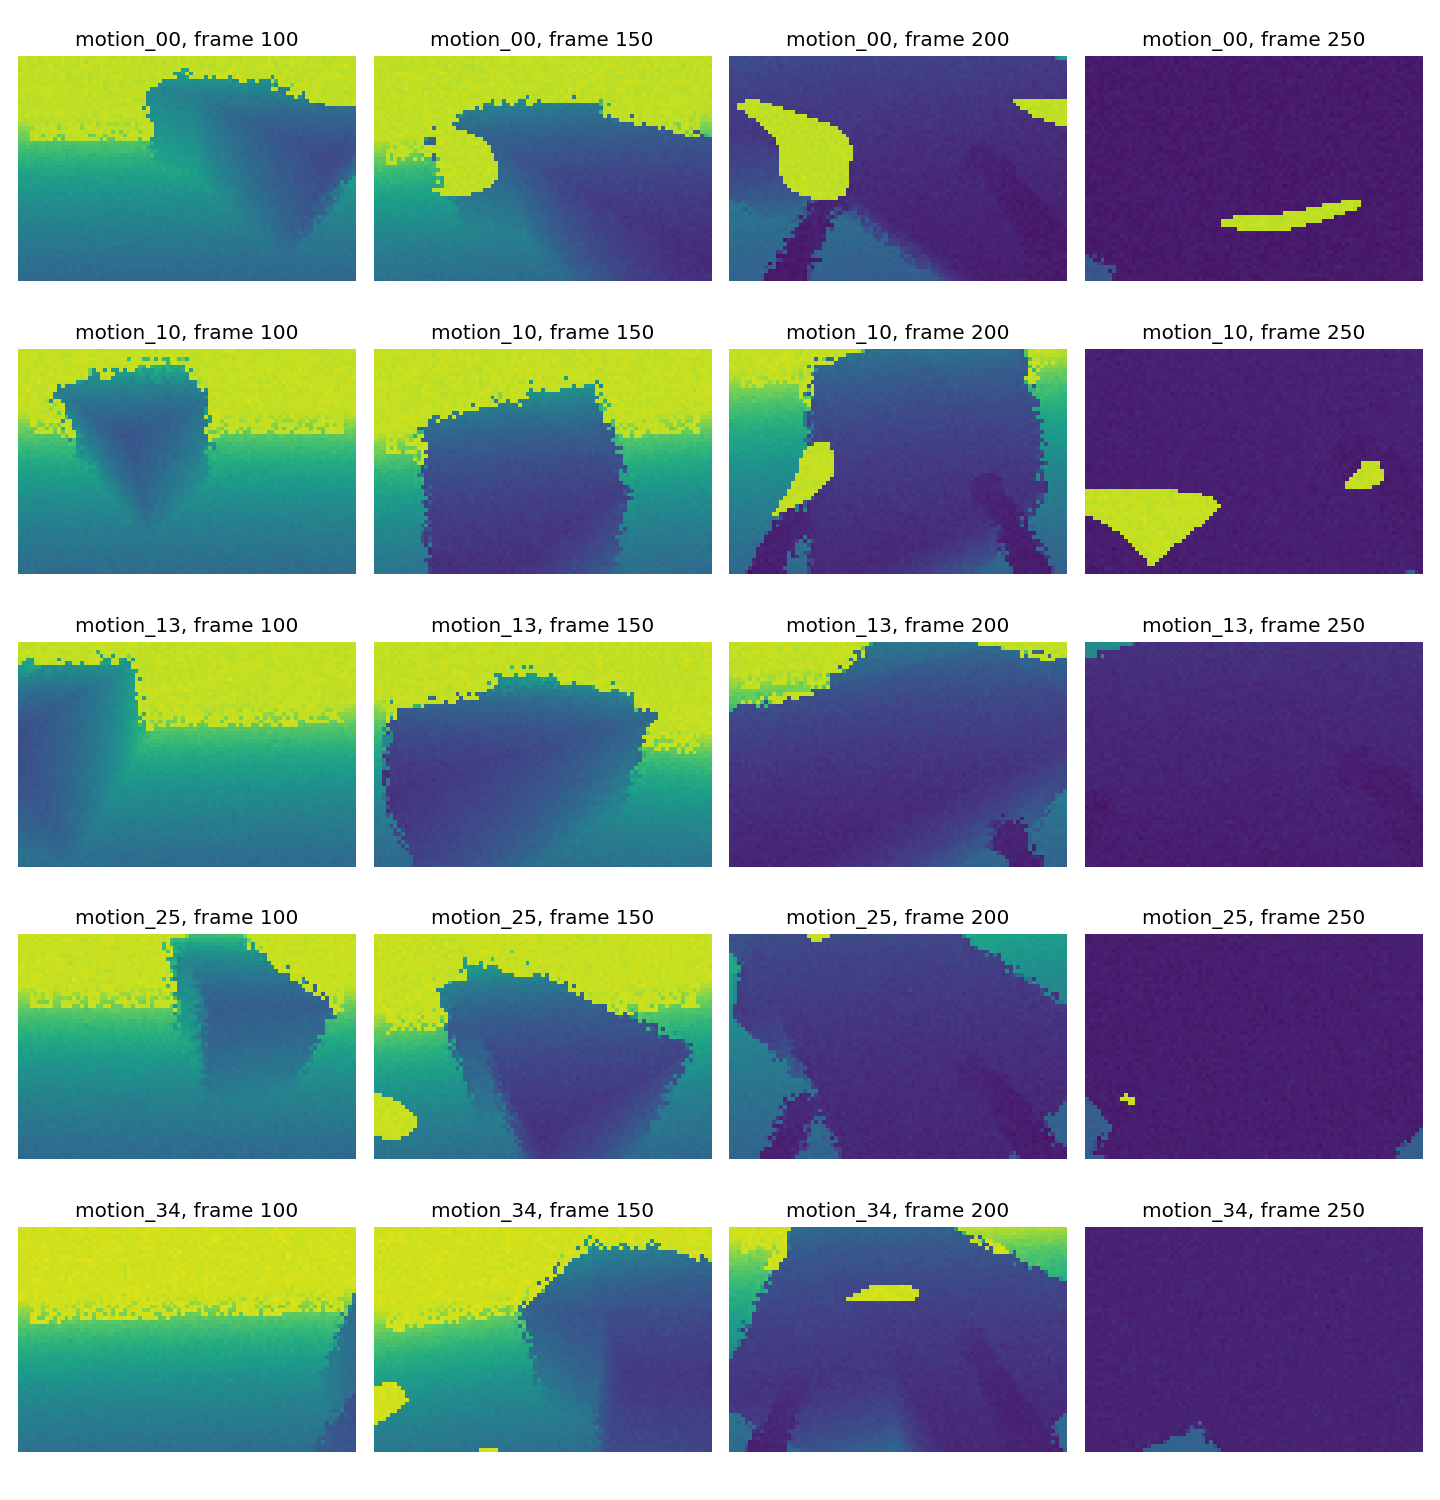 motion_00, frame 100
motion_00, frame 150
motion_00, frame 200
motion_00, frame 250
motion_10, frame 100
motion_10, frame 150
motion_10, frame 200
motion_10, frame 250
motion_13, frame 100
motion_13, frame 150
motion_13, frame 200
motion_13, frame 250
motion_25, frame 100
motion_25, frame 150
motion_25, frame 200
motion_25, frame 250
motion_34, frame 100
motion_34, frame 150
motion_34, frame 200
motion_34, frame 250